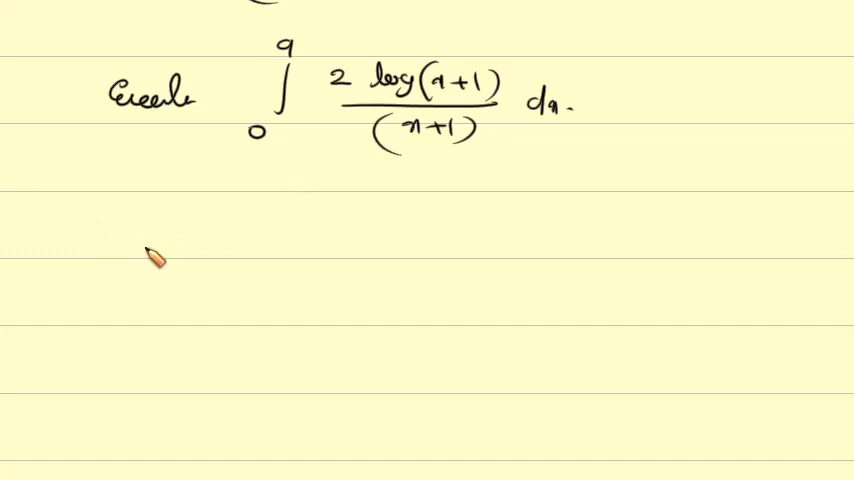 Evaluate ∫₀⁹ 2 log(x+1) / (x+1) dx.